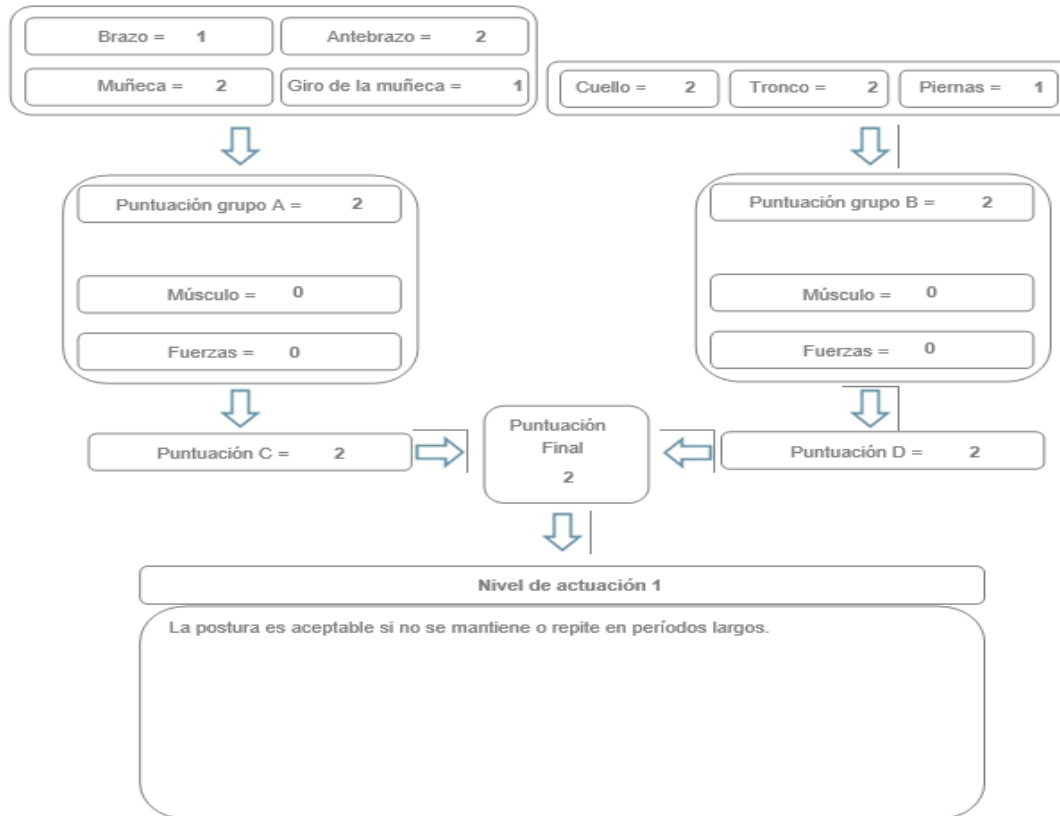 Brazo = 1 Antebrazo = 2
Muñeca = 2 Giro de la muñeca = 1
Cuello = 2 Tronco = 2 Piernas = 1
Puntuación grupo A = 2
Músculo = 0
Fuerzas = 0
Puntuación C = 2
Puntuación grupo B = 2
Músculo = 0
Fuerzas = 0
Puntuación D = 2
Puntuación
Final
2
Nivel de actuación 1
La postura es aceptable si no se mantiene o repite en períodos largos.